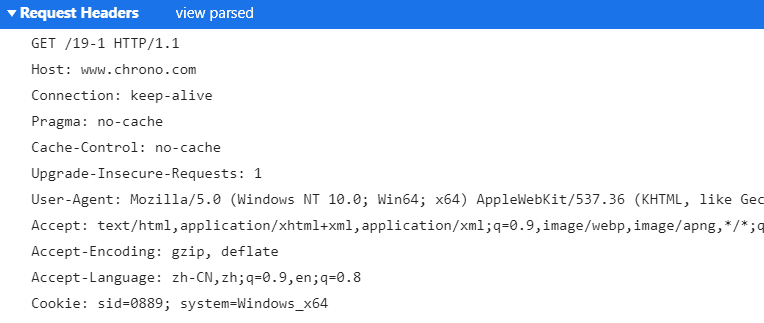 Request Headers view parsed
GET /19-1 HTTP/1.1
Host: www.chrono.com
Connection: keep-alive
Pragma: no-cache
Cache-Control: no-cache
Upgrade-Insecure-Requests: 1
User-Agent: Mozilla/5.0 (Windows NT 10.0; Win64; x64) AppleWebKit/537.36 (KHTML, like Gec
Accept: text/html,application/xhtml+xml,application/xml;q=0.9,image/webp,image/apng,*/*;q
Accept-Encoding: gzip, deflate
Accept-Language: zh-CN,zh;q=0.9,en;q=0.8
Cookie: sid=0889; system=Windows_x64